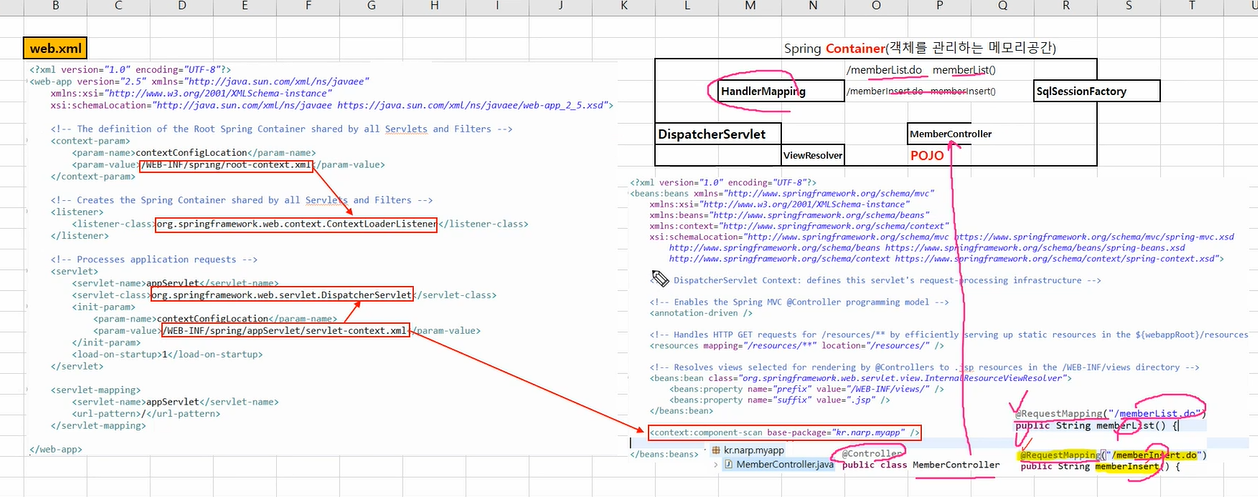 B C D E F G H I J K L M N O P Q R S T U
web.xml
<?xml version="1.0" encoding="UTF-8"?>
<web-app version="2.5" xmlns="http://java.sun.com/xml/ns/javaee"
xmlns:xsi="http://www.w3.org/2001/XMLSchema-instance"
xsi:schemaLocation="http://java.sun.com/xml/ns/javaee https://java.sun.com/xml/ns/javaee/web-app_2_5.xsd">
<!-- The definition of the Root Spring Container shared by all Servlets and Filters -->
<context-param>
<param-name>contextConfigLocation</param-name>
<param-value>/WEB-INF/spring/root-context.xml</param-value>
</context-param>
<!-- Creates the Spring Container shared by all Servlets and Filters -->
<listener>
<listener-class>org.springframework.web.context.ContextLoaderListener</listener-class>
</listener>
<!-- Processes application requests -->
<servlet>
<servlet-name>appServlet</servlet-name>
<servlet-class>org.springframework.web.servlet.DispatcherServlet</servlet-class>
<init-param>
<param-name>contextConfigLocation</param-name>
<param-value>/WEB-INF/spring/appServlet/servlet-context.xml</param-value>
</init-param>
<load-on-startup>1</load-on-startup>
</servlet>
<servlet-mapping>
<servlet-name>appServlet</servlet-name>
<url-pattern>/</url-pattern>
</servlet-mapping>
</web-app>
Spring Container(객체를 관리하는 메모리공간)
/memberList.do memberList()
HandlerMapping
/memberInsert.do memberInsert()
SqlSessionFactory
DispatcherServlet
MemberController
ViewResolver
POJO
<?xml version="1.0" encoding="UTF-8"?>
<beans:beans xmlns="http://www.springframework.org/schema/mvc"
xmlns:xsi="http://www.w3.org/2001/XMLSchema-instance"
xmlns:beans="http://www.springframework.org/schema/beans"
xmlns:context="http://www.springframework.org/schema/context"
xsi:schemaLocation="http://www.springframework.org/schema/mvc https://www.springframework.org/schema/mvc/spring-mvc.xsd
http://www.springframework.org/schema/beans https://www.springframework.org/schema/beans/spring-beans.xsd
http://www.springframework.org/schema/context https://www.springframework.org/schema/context/spring-context.xsd">
DispatcherServlet Context: defines this servlet's request-processing infrastructure -->
<!-- Enables the Spring MVC @Controller programming model -->
<annotation-driven />
<!-- Handles HTTP GET requests for /resources/** by efficiently serving up static resources in the ${webappRoot}/resources
<resources mapping="/resources/**" location="/resources/" />
<!-- Resolves views selected for rendering by @Controllers to .jsp resources in the /WEB-INF/views directory -->
<beans:bean class="org.springframework.web.servlet.view.InternalResourceViewResolver">
<beans:property name="prefix" value="/WEB-INF/views/" />
<beans:property name="suffix" value=".jsp" />
</beans:bean>
<context:component-scan base-package="kr.narp.myapp" />
</beans:beans>
kr.narp.myapp
MemberController.java
@Controller
public class MemberController
@RequestMapping("/memberList.do")
public String memberList() {
@RequestMapping("/memberInsert.do")
public String memberInsert() {